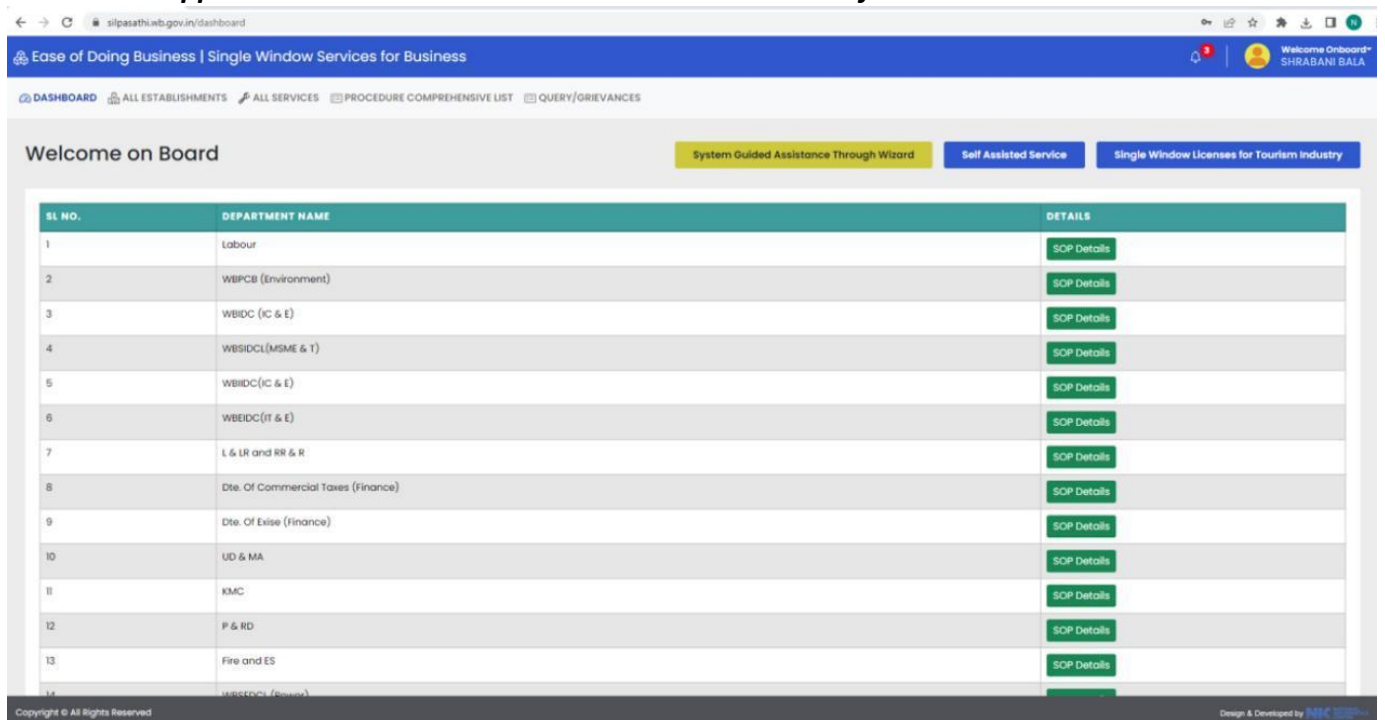 silpasathi.wb.gov.in/dashboard
N
Ease of Doing Business | Single Window Services for Business
3
Welcome Onboard
SHRABANI BALA
DASHBOARD ALL ESTABLISHMENTS ALL SERVICES PROCEDURE COMPREHENSIVE LIST QUERY/GRIEVANCES
Welcome on Board
System Guided Assistance Through Wizard Self Assisted Service Single Window Licenses for Tourism Industry
SL NO. DEPARTMENT NAME DETAILS
1 Labour SOP Details
2 WBPCB (Environment) SOP Details
3 WBIDC (IC & E) SOP Details
4 WBSIDCL(MSME & T) SOP Details
5 WBIIDC(IC & E) SOP Details
6 WBEIDC(IT & E) SOP Details
7 L & LR and RR & R SOP Details
8 Dte. Of Commercial Taxes (Finance) SOP Details
9 Dte. Of Exise (Finance) SOP Details
10 UD & MA SOP Details
11 KMC SOP Details
12 P & RD SOP Details
13 Fire and ES SOP Details
14 WBSEDCL (Power)
Copyright © All Rights Reserved
Design & Developed by NIC